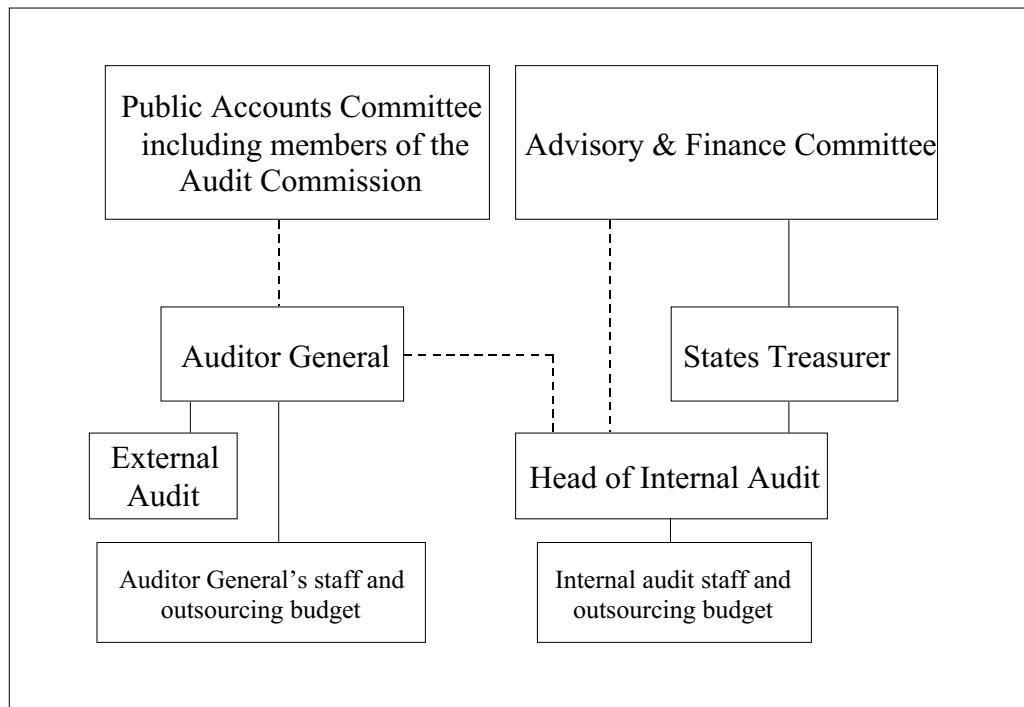 Public Accounts Committee
including members of the
Audit Commission
Advisory & Finance Committee
Auditor General
States Treasurer
External
Audit
Head of Internal Audit
Auditor General’s staff and
outsourcing budget
Internal audit staff and
outsourcing budget